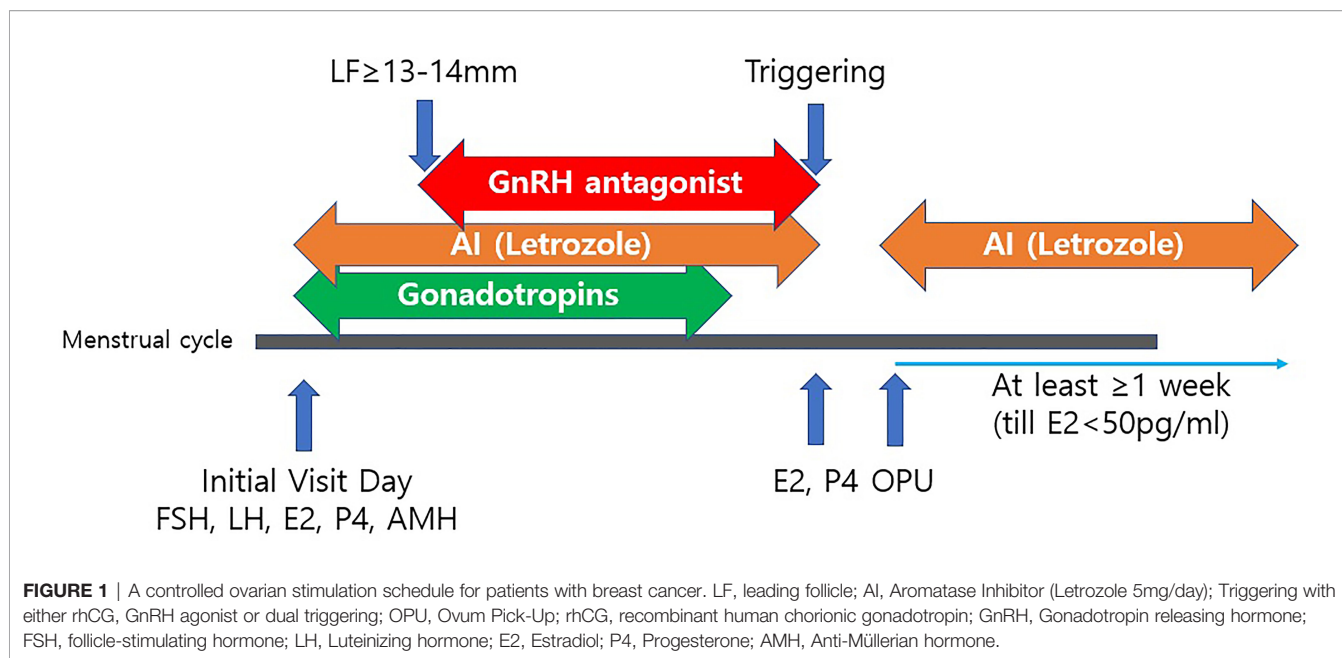 LF≥13-14mm
Triggering
GnRH antagonist
AI (Letrozole)
AI (Letrozole)
Gonadotropins
Menstrual cycle
At least ≥1 week
(till E2<50pg/ml)
Initial Visit Day
FSH, LH, E2, P4, AMH
E2, P4 OPU
FIGURE 1 | A controlled ovarian stimulation schedule for patients with breast cancer. LF, leading follicle; AI, Aromatase Inhibitor (Letrozole 5mg/day); Triggering with
either rhCG, GnRH agonist or dual triggering; OPU, Ovum Pick-Up; rhCG, recombinant human chorionic gonadotropin; GnRH, Gonadotropin releasing hormone;
FSH, follicle-stimulating hormone; LH, Luteinizing hormone; E2, Estradiol; P4, Progesterone; AMH, Anti-Müllerian hormone.